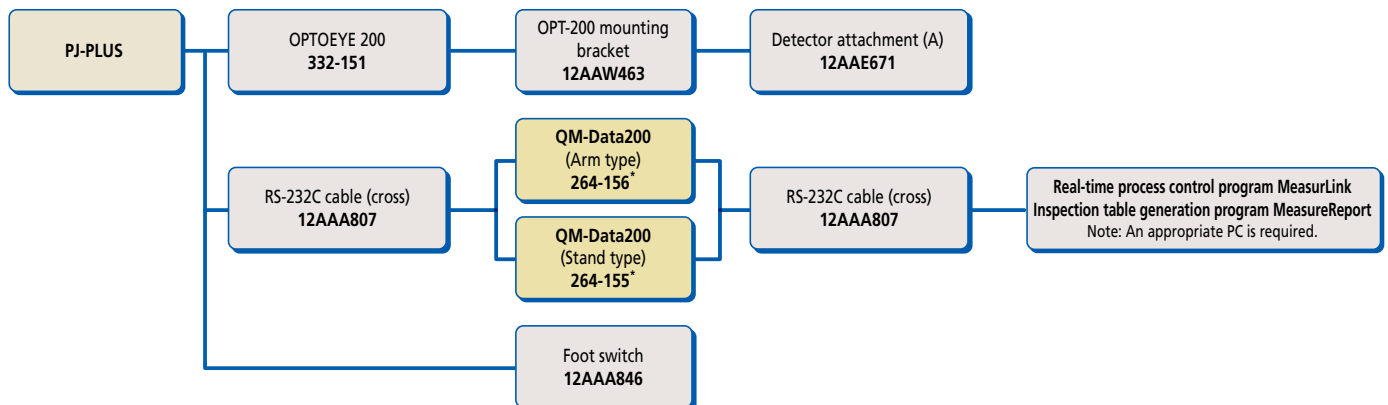 PJ-PLUS
OPTOEYE 200
332-151
OPT-200 mounting
bracket
12AAW463
Detector attachment (A)
12AAE671
RS-232C cable (cross)
12AAA807
QM-Data200
(Arm type)
264-156*
QM-Data200
(Stand type)
264-155*
RS-232C cable (cross)
12AAA807
Real-time process control program MeasurLink
Inspection table generation program MeasureReport
Note: An appropriate PC is required.
Foot switch
12AAA846